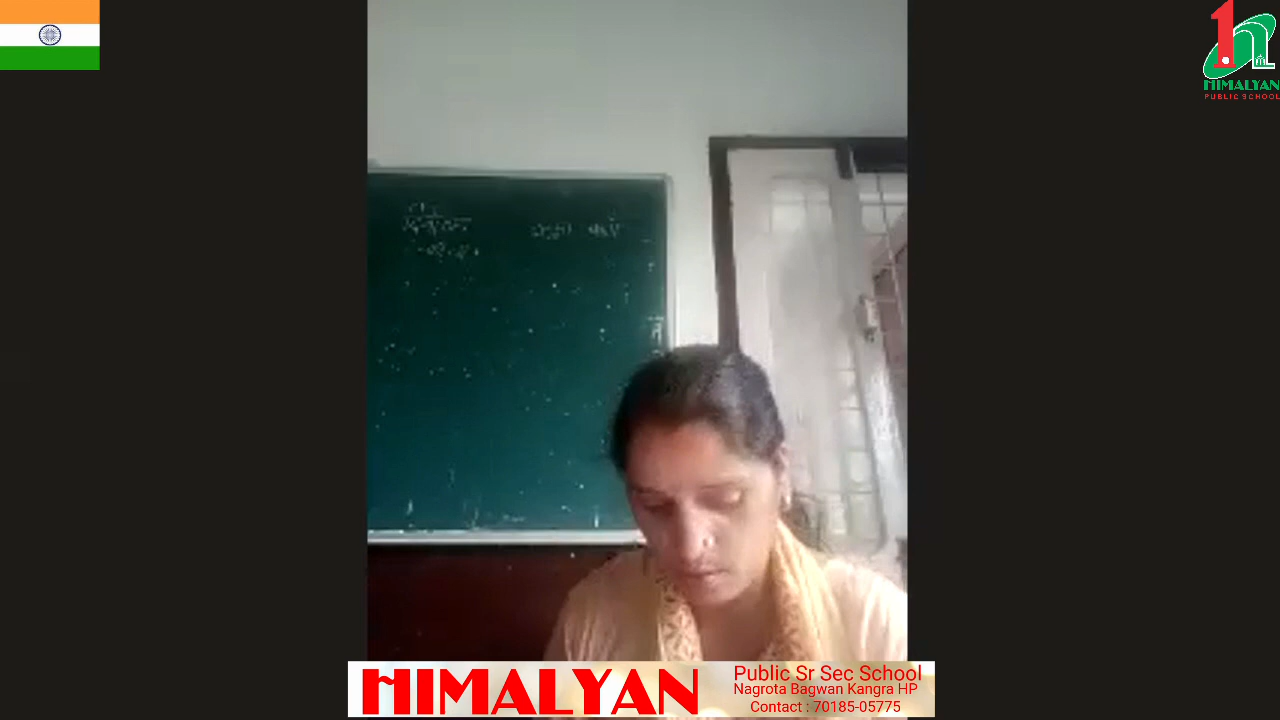 HIMALYAN
PUBLIC SCHOOL
HIMALYAN
Public Sr Sec School
Nagrota Bagwan Kangra HP
Contact : 70185-05775